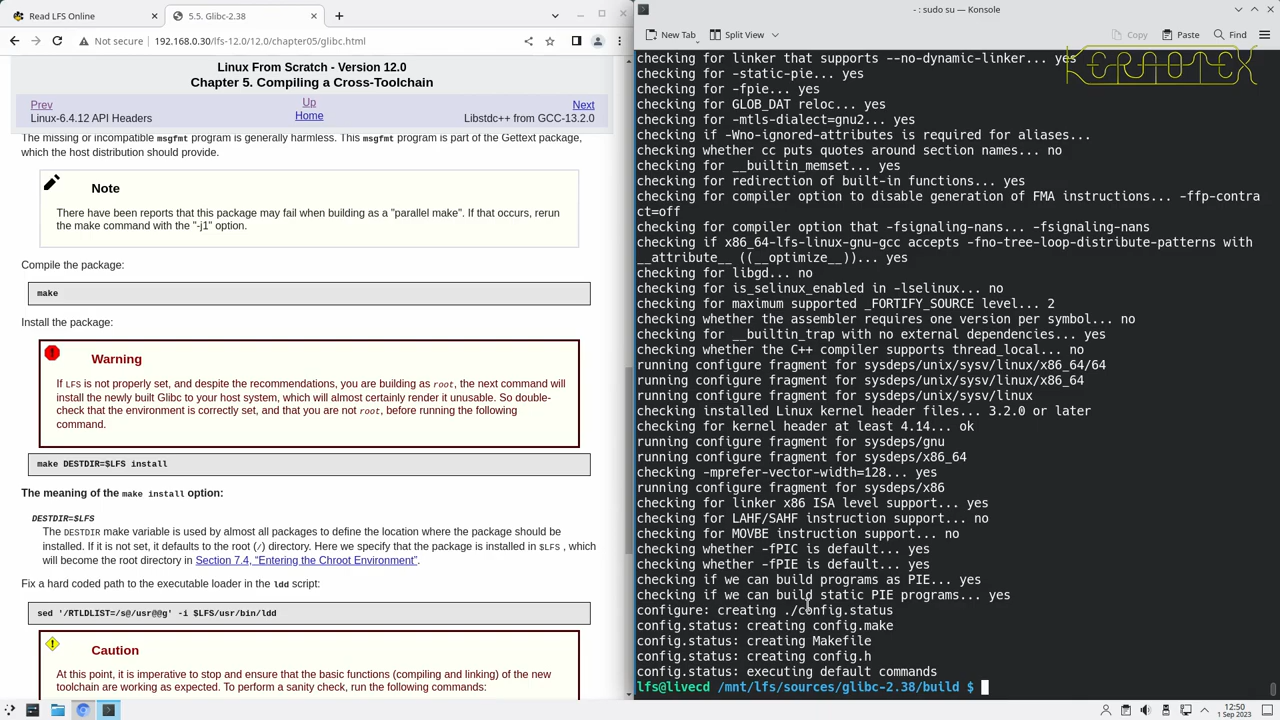 Read LFS Online
5.5. Glibc-2.38
Not secure
192.168.0.30/lfs-12.0/12.0/chapter05/glibc.html
Linux From Scratch - Version 12.0
Chapter 5. Compiling a Cross-Toolchain
Prev
Up
Next
Linux-6.4.12 API Headers
Home
Libstdc++ from GCC-13.2.0
The missing or incompatible msgfmt program is generally harmless. This msgfmt program is part of the Gettext package,
which the host distribution should provide.
Note
There have been reports that this package may fail when building as a "parallel make". If that occurs, rerun
the make command with the "-j1" option.
Compile the package:
make
Install the package:
Warning
If LFS is not properly set, and despite the recommendations, you are building as root, the next command will
install the newly built Glibc to your host system, which will almost certainly render it unusable. So double-
check that the environment is correctly set, and that you are not root, before running the following
command.
make DESTDIR=$LFS install
The meaning of the make install option:
DESTDIR=$LFS
The DESTDIR make variable is used by almost all packages to define the location where the package should be
installed. If it is not set, it defaults to the root (/) directory. Here we specify that the package is installed in $LFS , which
will become the root directory in Section 7.4, “Entering the Chroot Environment”.
Fix a hard coded path to the executable loader in the ldd script:
sed '/RTLDLIST=/s@/usr@@g' -i $LFS/usr/bin/ldd
Caution
At this point, it is imperative to stop and ensure that the basic functions (compiling and linking) of the new
toolchain are working as expected. To perform a sanity check, run the following commands:
- : sudo su — Konsole
New Tab
Split View
Copy
Paste
Find
KERNOTEX
checking for linker that supports --no-dynamic-linker... yes
checking for -static-pie... yes
checking for -fpie... yes
checking for GLOB_DAT reloc... yes
checking for -mtls-dialect=gnu2... yes
checking if -Wno-ignored-attributes is required for aliases...
checking whether cc puts quotes around section names... no
checking for __builtin_memset... yes
checking for redirection of built-in functions... yes
checking for compiler option to disable generation of FMA instructions... -ffp-contra
ct=off
checking for compiler option that -fsignaling-nans... -fsignaling-nans
checking if x86_64-lfs-linux-gnu-gcc accepts -fno-tree-loop-distribute-patterns with
__attribute__ ((__optimize__))... yes
checking for libgd... no
checking for is_selinux_enabled in -lselinux... no
checking for maximum supported _FORTIFY_SOURCE level... 2
checking whether the assembler requires one version per symbol... no
checking for __builtin_trap with no external dependencies... yes
checking whether the C++ compiler supports thread_local... no
running configure fragment for sysdeps/unix/sysv/linux/x86_64/64
running configure fragment for sysdeps/unix/sysv/linux/x86_64
running configure fragment for sysdeps/unix/sysv/linux
checking installed Linux kernel header files... 3.2.0 or later
checking for kernel header at least 4.14... ok
running configure fragment for sysdeps/gnu
running configure fragment for sysdeps/x86_64
checking -mprefer-vector-width=128... yes
running configure fragment for sysdeps/x86
checking for linker x86 ISA level support... yes
checking for LAHF/SAHF instruction support... no
checking for MOVBE instruction support... no
checking whether -fPIC is default... yes
checking whether -fPIE is default... yes
checking if we can build programs as PIE... yes
checking if we can build static PIE programs... yes
configure: creating ./config.status
config.status: creating config.make
config.status: creating Makefile
config.status: creating config.h
config.status: executing default commands
lfs@livecd /mnt/lfs/sources/glibc-2.38/build $
12:50
1 Sep 2023